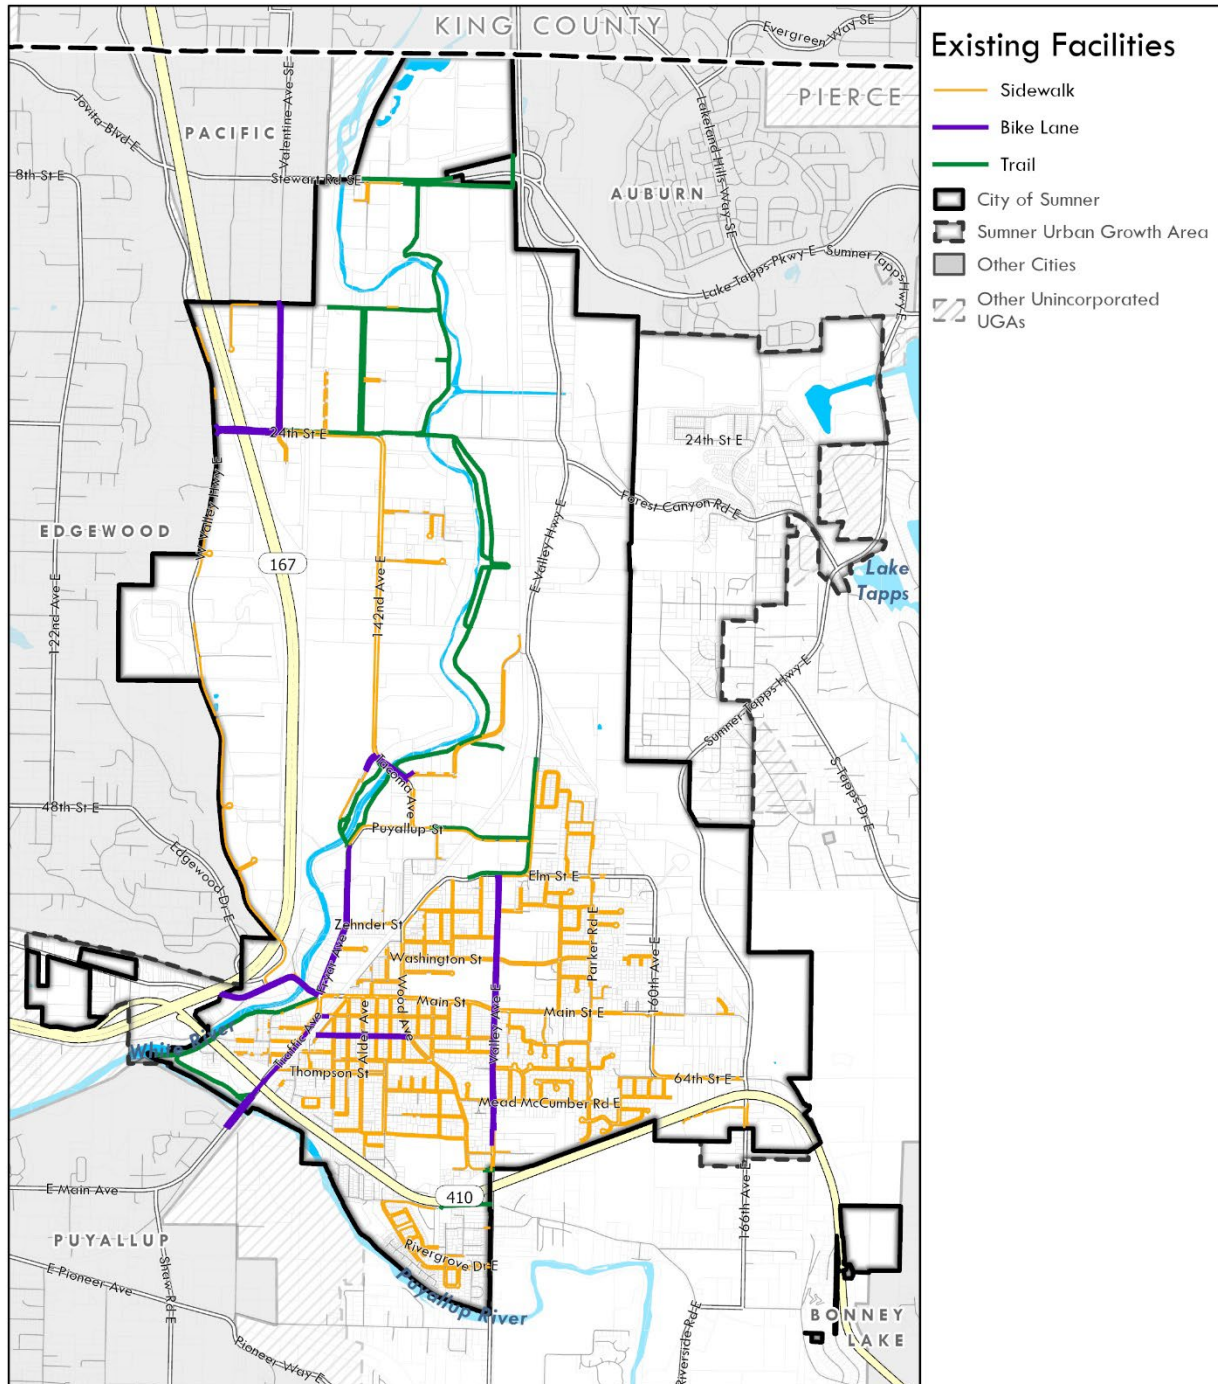 KING COUNTY
Evergreen Way SE
Existing Facilities
Sidewalk
Bike Lane
Trail
City of Sumner
Sumner Urban Growth Area
Other Cities
Other Unincorporated
UGAs
PIERCE
Jovita Blvd E
Valentine Ave SE
PACIFIC
Lakeland Hills Way SE
8th St E
Stewart Rd SE
AUBURN
Lake Tapps Pkwy E
Sumner Tapps Hwy E
24th St E
24th St E
W Valley Hwy E
Forest Canyon Rd E
EDGEWOOD
E Valley Hwy E
167
Lake
Tapps
122nd Ave E
142nd Ave E
Sumner Tapps Hwy E
S Tapps Dr E
Tacoma Ave
48th St E
Puyallup St
Edgewood Dr E
Elm St E
Zehnder St
Parker Rd E
Fryar Ave
Washington St
160th Ave E
Wood Ave
Main St
Main St E
White River
Traffic Ave
Alder Ave
Valley Ave E
Thompson St
64th St E
Mead McCumber Rd E
E Main Ave
410
166th Ave E
PUYALLUP
Rivergrove Dr E
E Pioneer Ave
Shaw Rd E
Puyallup River
Riverside Rd E
BONNEY
LAKE
Pioneer Way E